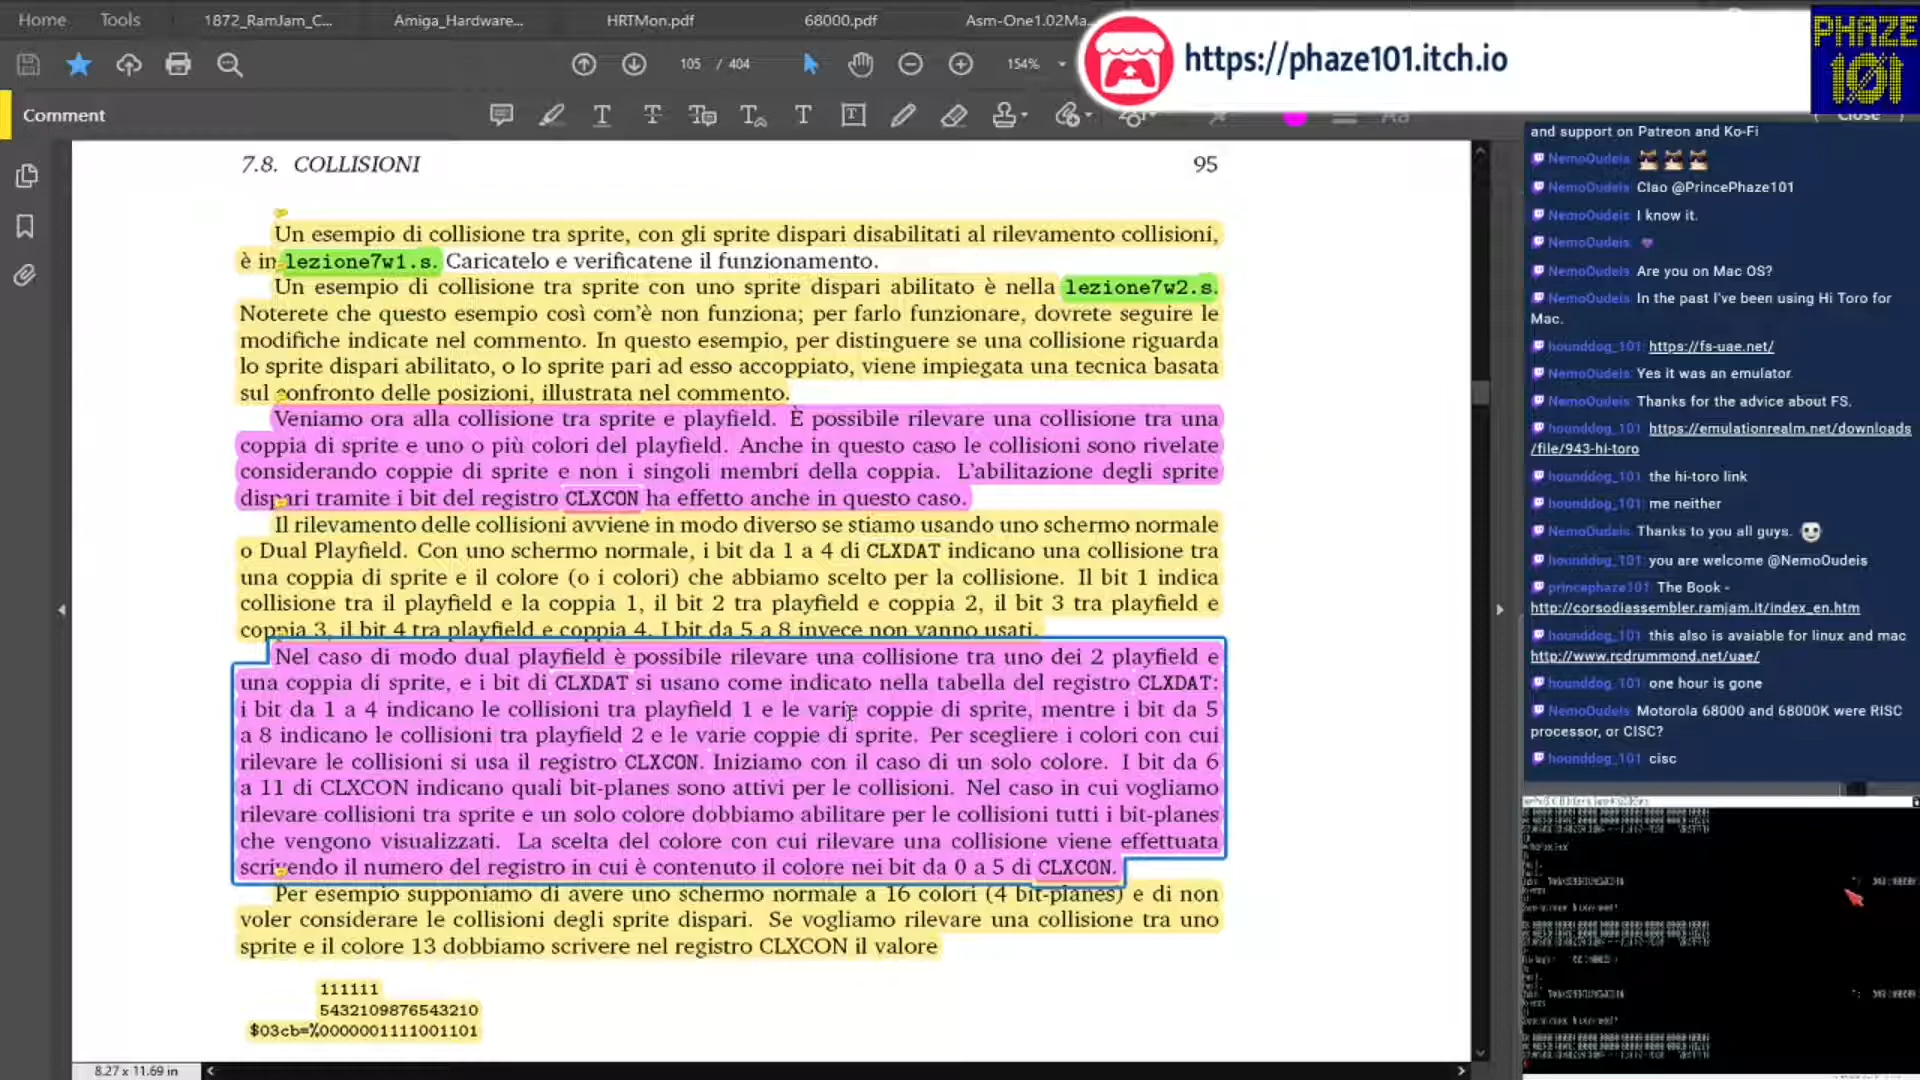 Home
Tools
1872_RamJam_C...
Amiga_Hardware...
HRTMon.pdf
68000.pdf
Asm-One1.02Ma...
https://phaze101.itch.io
PHAZE
101
105 / 404
154%
Comment
Close
7.8. COLLISIONI
95
Un esempio di collisione tra sprite, con gli sprite dispari disabilitati al rilevamento collisioni,
è in lezione7w1.s. Caricatelo e verificatene il funzionamento.
Un esempio di collisione tra sprite con uno sprite dispari abilitato è nella lezione7w2.s.
Noterete che questo esempio così com'è non funziona; per farlo funzionare, dovrete seguire le
modifiche indicate nel commento. In questo esempio, per distinguere se una collisione riguarda
lo sprite dispari abilitato, o lo sprite pari ad esso accoppiato, viene impiegata una tecnica basata
sul confronto delle posizioni, illustrata nel commento.
Veniamo ora alla collisione tra sprite e playfield. È possibile rilevare una collisione tra una
coppia di sprite e uno o più colori del playfield. Anche in questo caso le collisioni sono rivelate
considerando coppie di sprite e non i singoli membri della coppia. L'abilitazione degli sprite
dispari tramite i bit del registro CLXCON ha effetto anche in questo caso.
Il rilevamento delle collisioni avviene in modo diverso se stiamo usando uno schermo normale
o Dual Playfield. Con uno schermo normale, i bit da 1 a 4 di CLXDAT indicano una collisione tra
una coppia di sprite e il colore (o i colori) che abbiamo scelto per la collisione. Il bit 1 indica
collisione tra il playfield e la coppia 1, il bit 2 tra playfield e coppia 2, il bit 3 tra playfield e
coppia 3, il bit 4 tra playfield e coppia 4. I bit da 5 a 8 invece non vanno usati.
Nel caso di modo dual playfield è possibile rilevare una collisione tra uno dei 2 playfield e
una coppia di sprite, e i bit di CLXDAT si usano come indicato nella tabella del registro CLXDAT:
i bit da 1 a 4 indicano le collisioni tra playfield 1 e le varie coppie di sprite, mentre i bit da 5
a 8 indicano le collisioni tra playfield 2 e le varie coppie di sprite. Per scegliere i colori con cui
rilevare le collisioni si usa il registro CLXCON. Iniziamo con il caso di un solo colore. I bit da 6
a 11 di CLXCON indicano quali bit-planes sono attivi per le collisioni. Nel caso in cui vogliamo
rilevare collisioni tra sprite e un solo colore dobbiamo abilitare per le collisioni tutti i bit-planes
che vengono visualizzati. La scelta del colore con cui rilevare una collisione viene effettuata
scrivendo il numero del registro in cui è contenuto il colore nei bit da 0 a 5 di CLXCON.
Per esempio supponiamo di avere uno schermo normale a 16 colori (4 bit-planes) e di non
voler considerare le collisioni degli sprite dispari. Se vogliamo rilevare una collisione tra uno
sprite e il colore 13 dobbiamo scrivere nel registro CLXCON il valore
111111
5432109876543210
$03cb=%0000001111001101
8.27 x 11.69 in
and support on Patreon and Ko-Fi
NemoOudeis
NemoOudeis: CIao @PrincePhaze101
NemoOudeis: I know it.
NemoOudeis:
NemoOudeis: Are you on Mac OS?
NemoOudeis: In the past I've been using Hi Toro for
Mac.
hounddog_101: https://fs-uae.net/
NemoOudeis: Yes it was an emulator.
NemoOudeis: Thanks for the advice about FS.
hounddog_101: https://emulationrealm.net/downloads
/file/943-hi-toro
hounddog_101: the hi-toro link
hounddog_101: me neither
NemoOudeis: Thanks to you all guys.
hounddog_101: you are welcome @NemoOudeis
princephaze101: The Book -
http://corsodiassembler.ramjam.it/index_en.htm
hounddog_101: this also is avaiable for linux and mac
http://www.rcdrummond.net/uae/
hounddog_101: one hour is gone
NemoOudeis: Motorola 68000 and 68000K were RISC
processor, or CISC?
hounddog_101: cisc